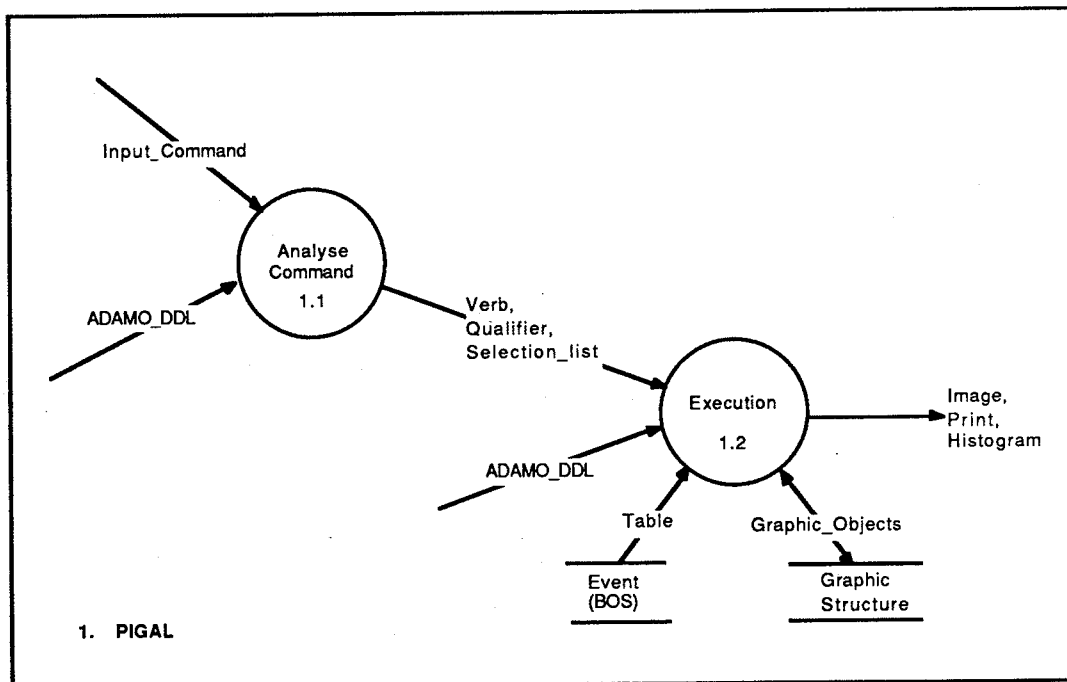 Input_Command
Analyse
Command
1.1
ADAMO_DDL
Verb,
Qualifier,
Selection_list
Execution
1.2
Image,
Print,
Histogram
ADAMO_DDL
Table
Graphic_Objects
Event
(BOS)
Graphic
Structure
1. PIGAL